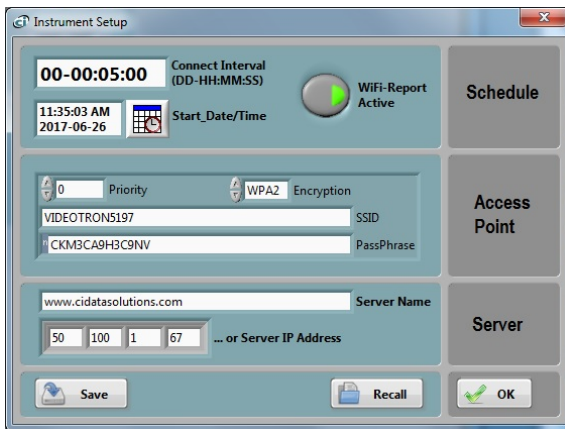 Instrument Setup
00-00:05:00
Connect Interval
(DD-HH:MM:SS)
WiFi-Report
Active
Schedule
11:35:03 AM
2017-06-26
Start_Date/Time
0
Priority
WPA2
Encryption
Access
Point
VIDEOTRON5197
SSID
CKM3CA9H3C9NV
PassPhrase
www.cidatasolutions.com
Server Name
Server
50 100 1 67
... or Server IP Address
Save
Recall
OK